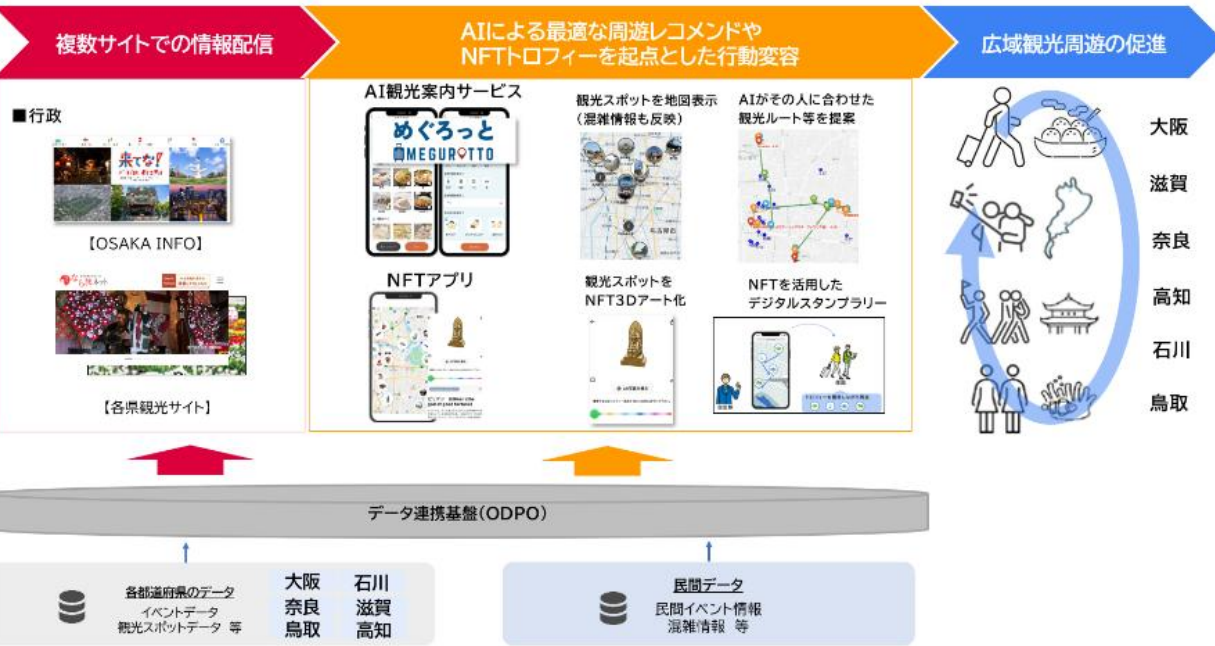 複数サイトでの情報配信
AIによる最適な周遊レコメンドや
NFTトロフィーを起点とした行動変容
広域観光周遊の促進
■行政
来てな!
【OSAKA INFO】
【各県観光サイト】
AI観光案内サービス
めぐろっと
MEGUROTTO
観光スポットを地図表示
(混雑情報も反映)
名古屋市
AIがその人に合わせた
観光ルート等を提案
NFTアプリ
観光スポットを
NFT3Dアート化
NFTを活用した
デジタルスタンプラリー
大阪
滋賀
奈良
高知
石川
鳥取
データ連携基盤(ODPO)
各都道府県のデータ
イベントデータ
観光スポットデータ 等
大阪 石川
奈良 滋賀
鳥取 高知
民間データ
民間イベント情報
混雑情報 等